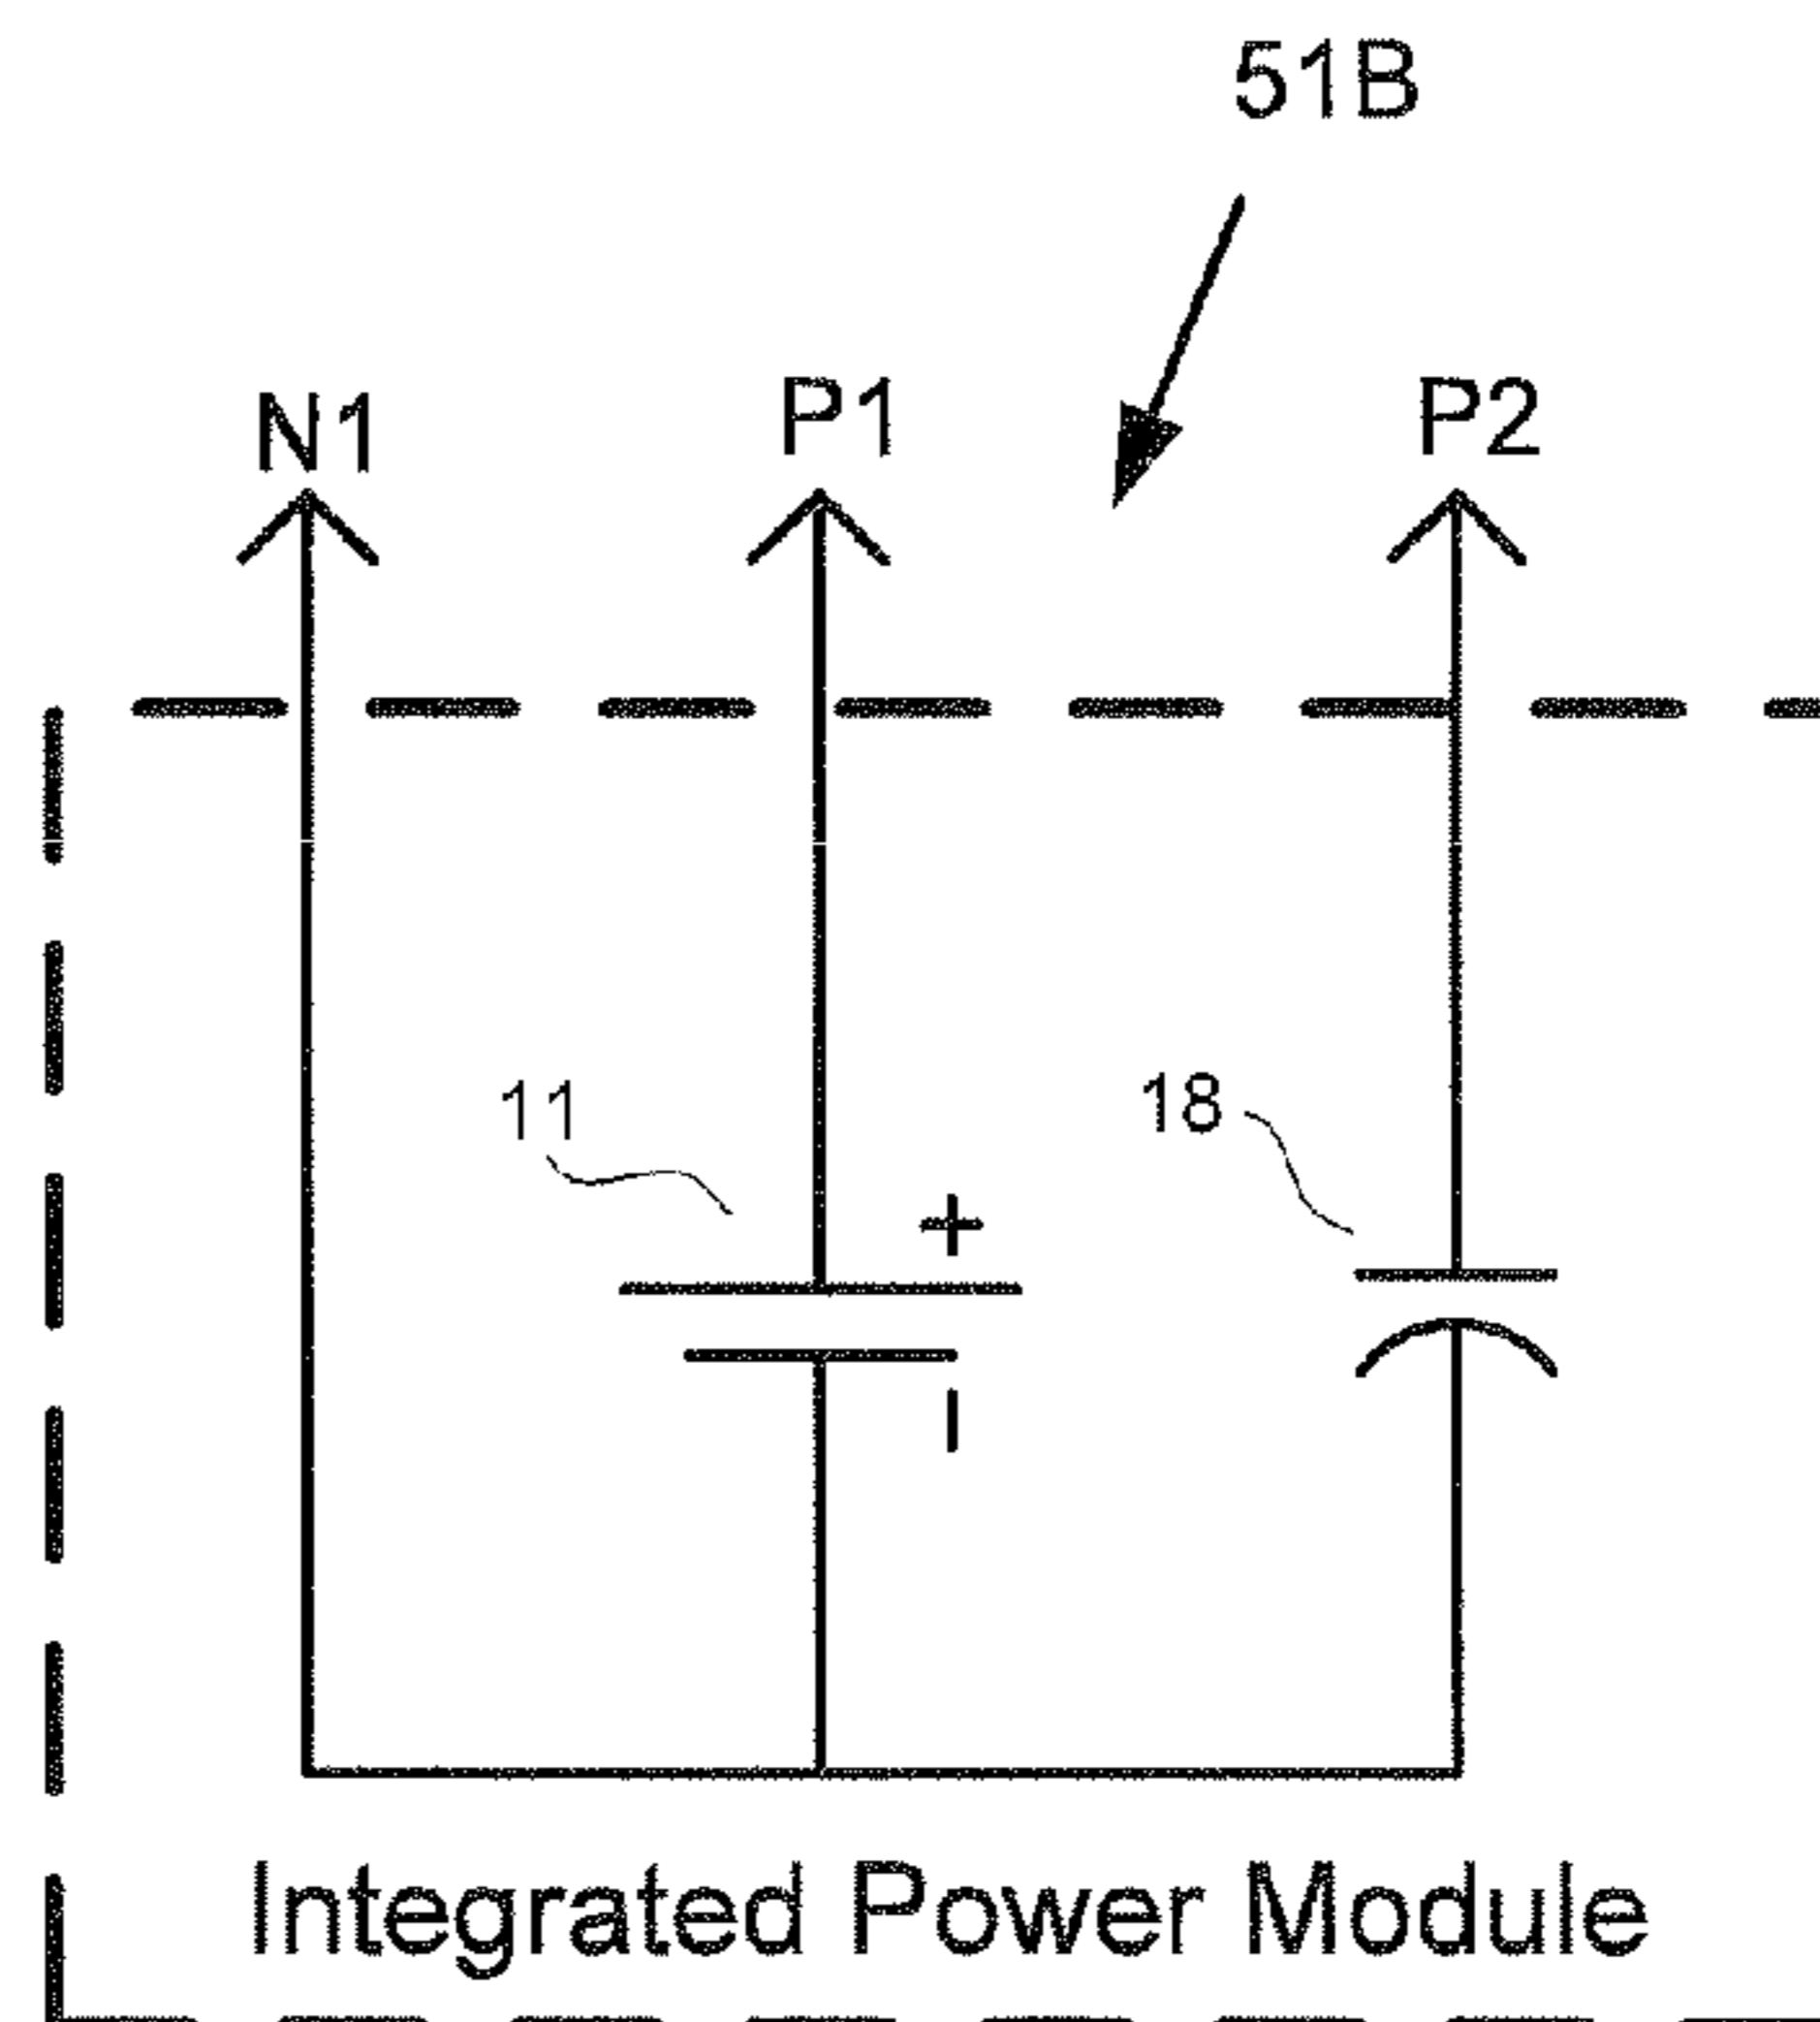 51B
N1 P1 P2
11 18
+
-
Integrated Power Module